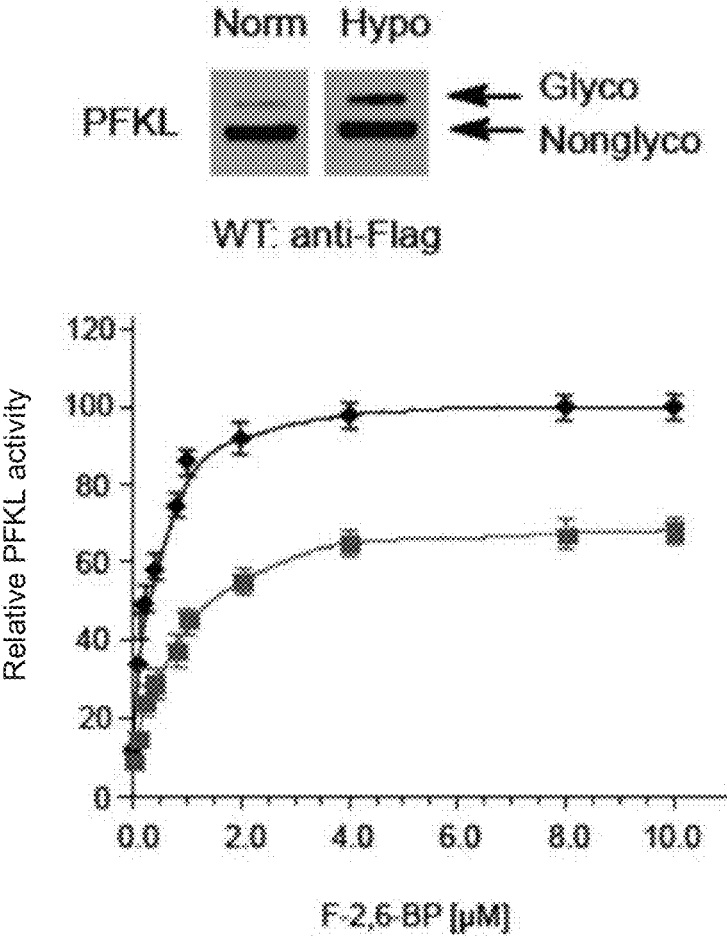 Norm Hypo
PFKL
Glyco
Nonglyco
WT: anti-Flag
Relative PFKL activity
120
100
80
60
40
20
0
0.0 2.0 4.0 6.0 8.0 10.0
F-2,6-BP [µM]